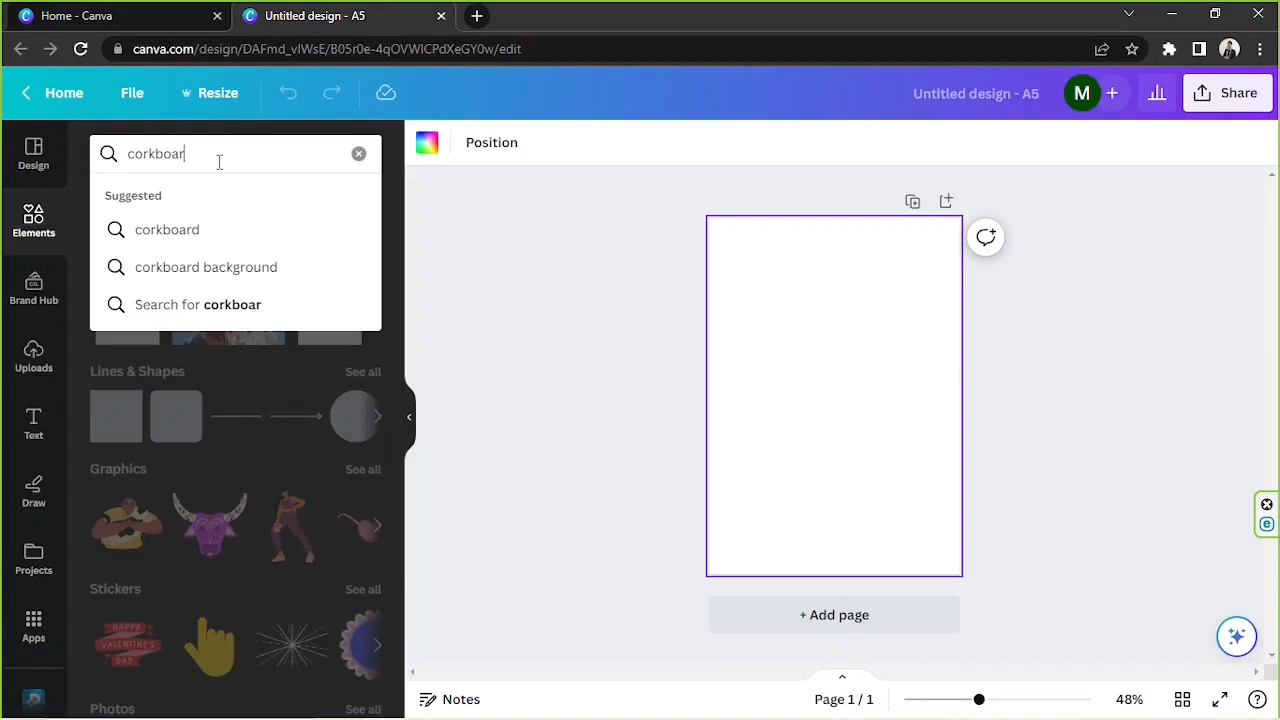 Home - Canva
Untitled design - A5
canva.com/design/DAFmd_vIWsE/B05r0e-4qOVWICPdXeGY0w/edit
Home
File
Resize
Untitled design - A5
M
Share
Design
Elements
Brand Hub
Uploads
Text
Draw
Projects
Apps
corkboar
Suggested
corkboard
corkboard background
Search for corkboar
Lines & Shapes
See all
Graphics
See all
Stickers
See all
HAPPY
VALENTINE'S
DAY
Photos
See all
Position
+ Add page
Notes
Page 1 / 1
48%